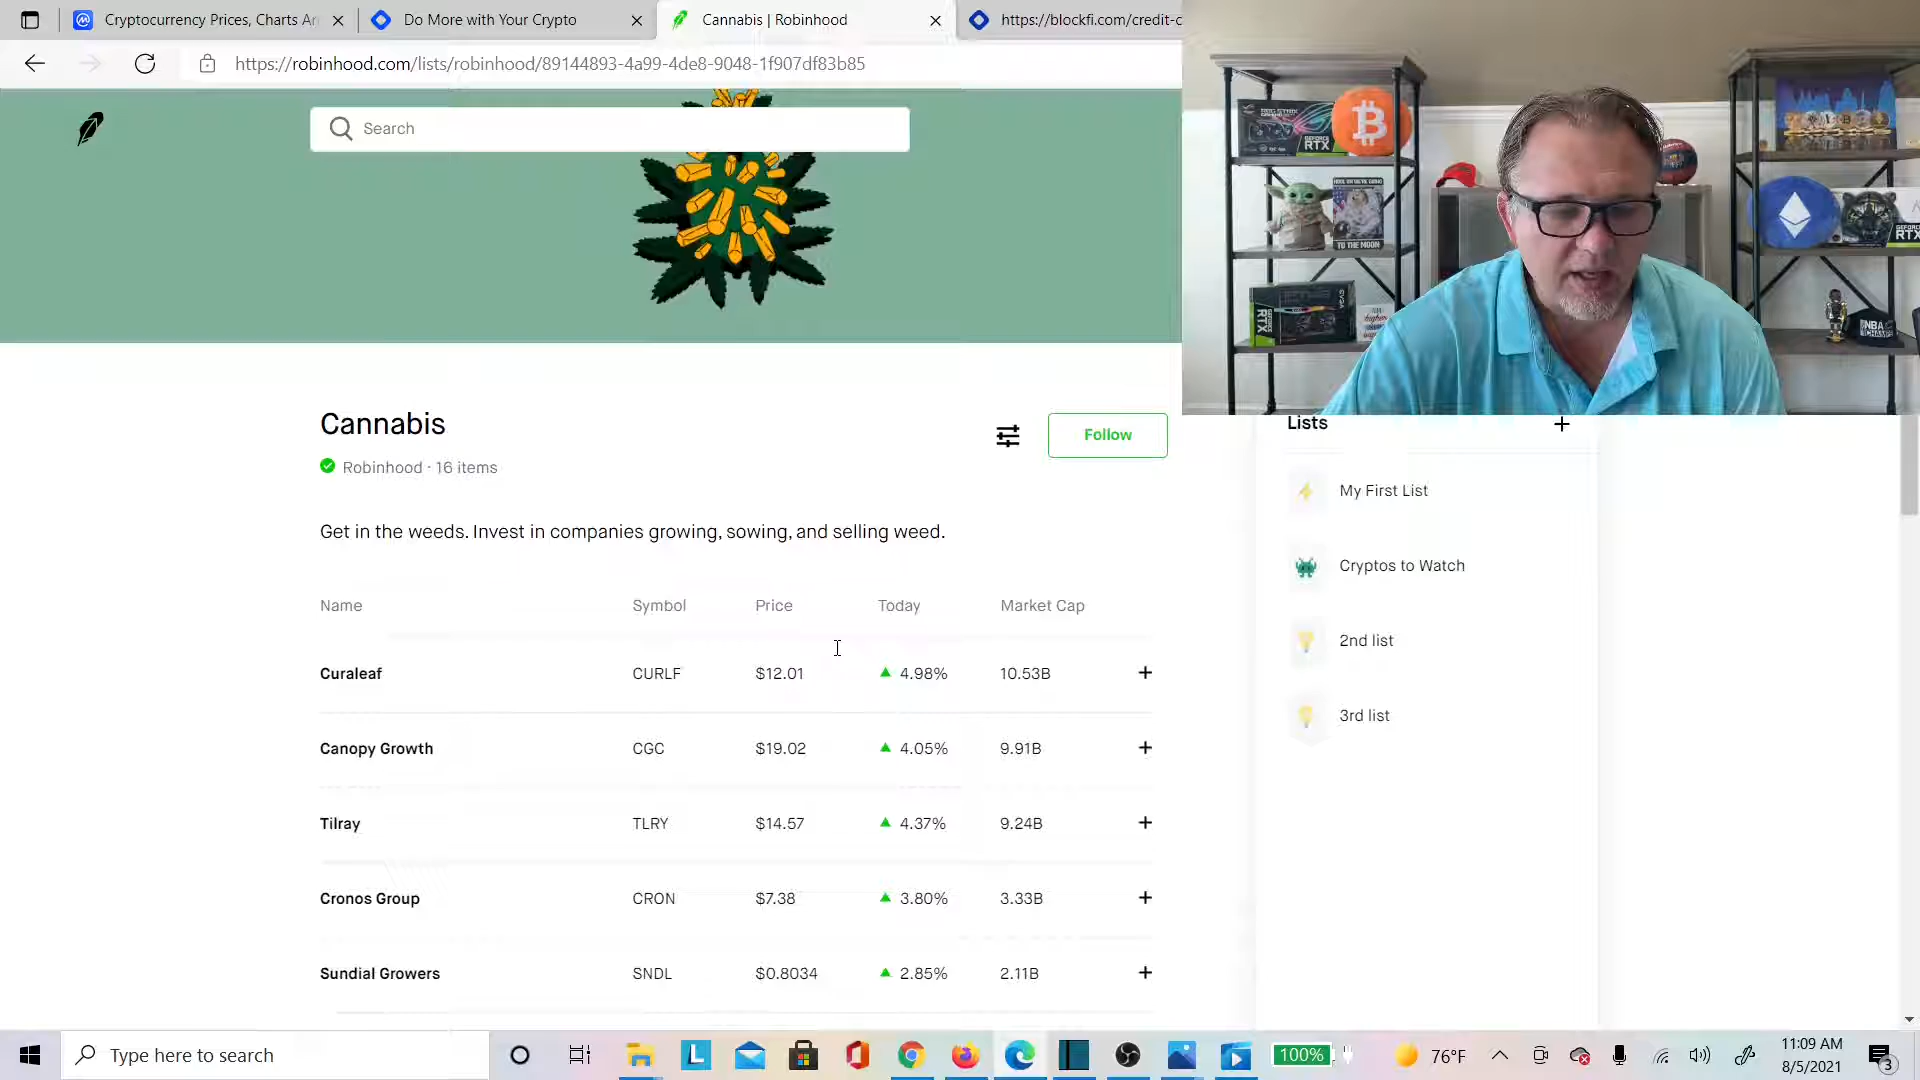 Cryptocurrency Prices, Charts An
Do More with Your Crypto
Cannabis | Robinhood
https://blockfi.com/credit-c
https://robinhood.com/lists/robinhood/89144893-4a99-4de8-9048-1f907df83b85
Search
GEFORCE
RTX
TO THE MOON
GEFORCE
RTX
RTX
NBA
Cannabis
Follow
Robinhood · 16 items
Get in the weeds. Invest in companies growing, sowing, and selling weed.
Name Symbol Price Today Market Cap
Curaleaf CURLF $12.01 4.98% 10.53B
Canopy Growth CGC $19.02 4.05% 9.91B
Tilray TLRY $14.57 4.37% 9.24B
Cronos Group CRON $7.38 3.80% 3.33B
Sundial Growers SNDL $0.8034 2.85% 2.11B
Lists
My First List
Cryptos to Watch
2nd list
3rd list
Type here to search
L
100%
76°F
11:09 AM
8/5/2021
3